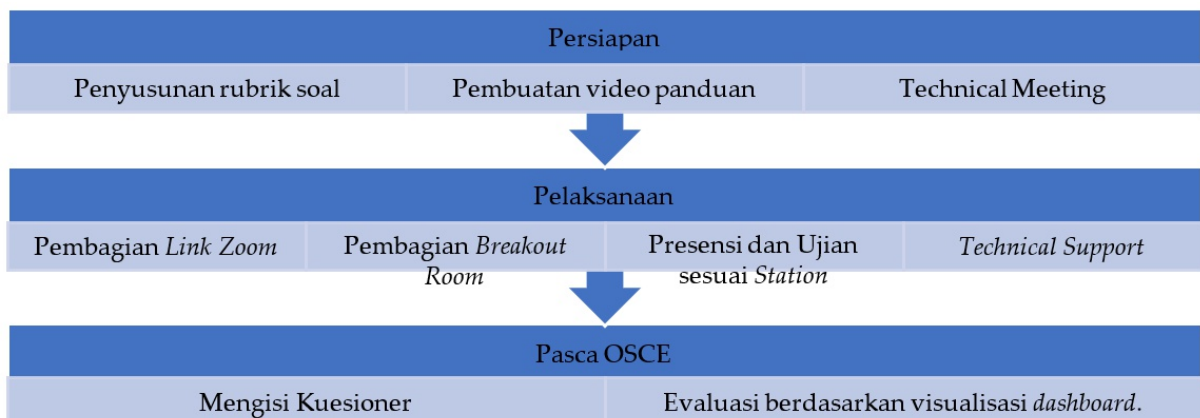 Persiapan
Penyusunan rubrik soal
Pembuatan video panduan
Technical Meeting
Pelaksanaan
Pembagian Link Zoom
Pembagian Breakout
Room
Presensi dan Ujian
sesuai Station
Technical Support
Pasca OSCE
Mengisi Kuesioner
Evaluasi berdasarkan visualisasi dashboard.